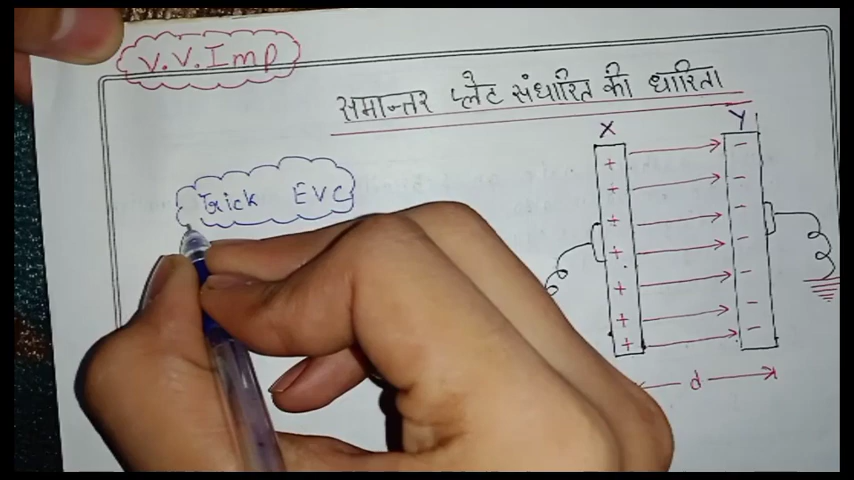 V.V.Imp
समान्तर प्लेट संधारित की धारिता
X Y
Trick EVC
+ -
+ -
+ -
+ -
+ -
+ -
+ -
d